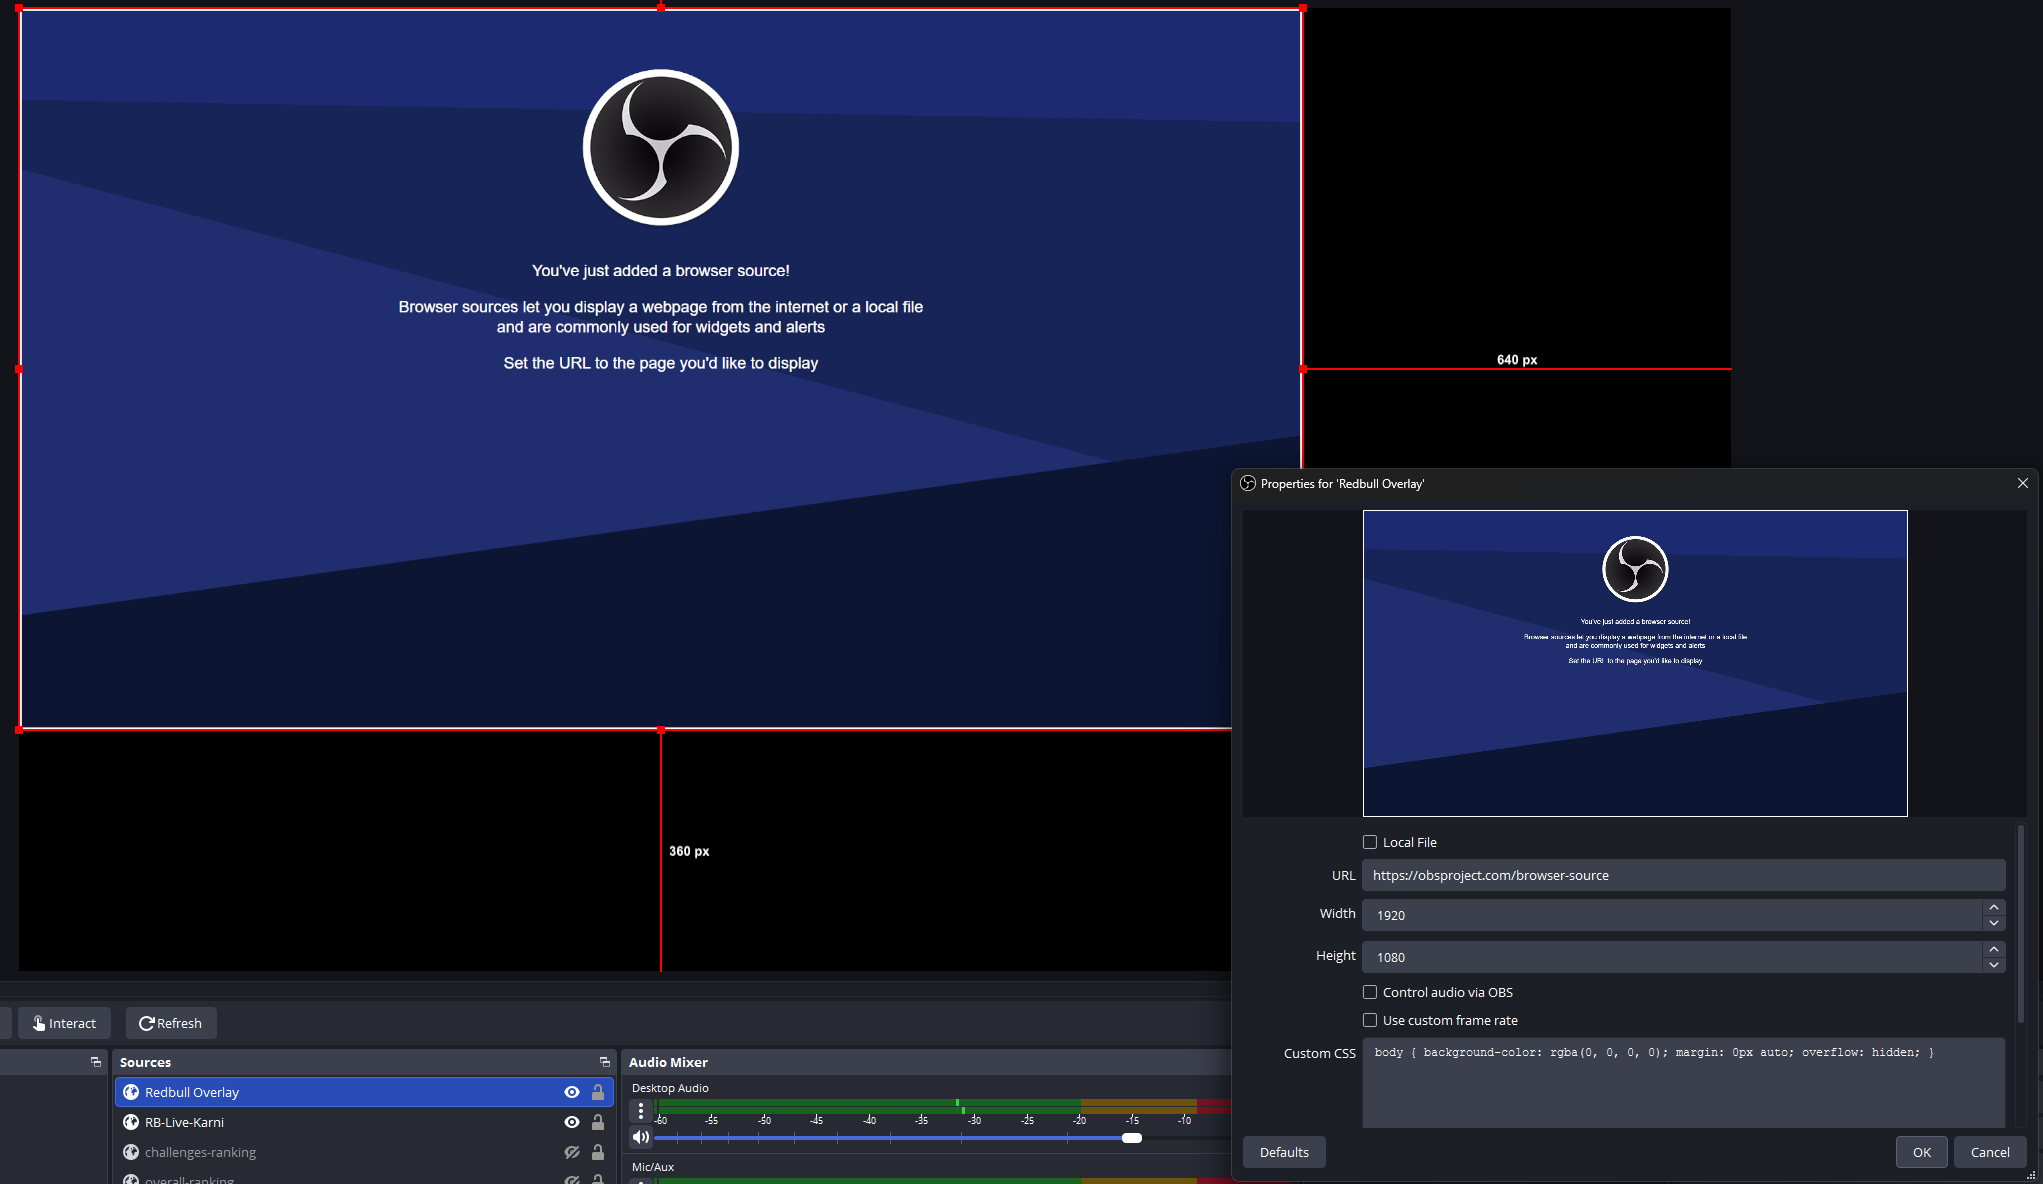 You've just added a browser source!
Browser sources let you display a webpage from the internet or a local file
and are commonly used for widgets and alerts
Set the URL to the page you'd like to display
640 px
360 px
Properties for 'Redbull Overlay'
You've just added a browser source!
Browser sources let you display a webpage from the internet or a local file
and are commonly used for widgets and alerts
Set the URL to the page you'd like to display
Local File
URL https://obsproject.com/browser-source
Width 1920
Height 1080
Control audio via OBS
Use custom frame rate
Custom CSS body { background-color: rgba(0, 0, 0, 0); margin: 0px auto; overflow: hidden; }
Defaults OK Cancel
Interact Refresh
Sources
Redbull Overlay
RB-Live-Karni
challenges-ranking
overall-ranking
Audio Mixer
Desktop Audio
-60 -55 -50 -45 -40 -35 -30 -25 -20 -15 -10
Mic/Aux